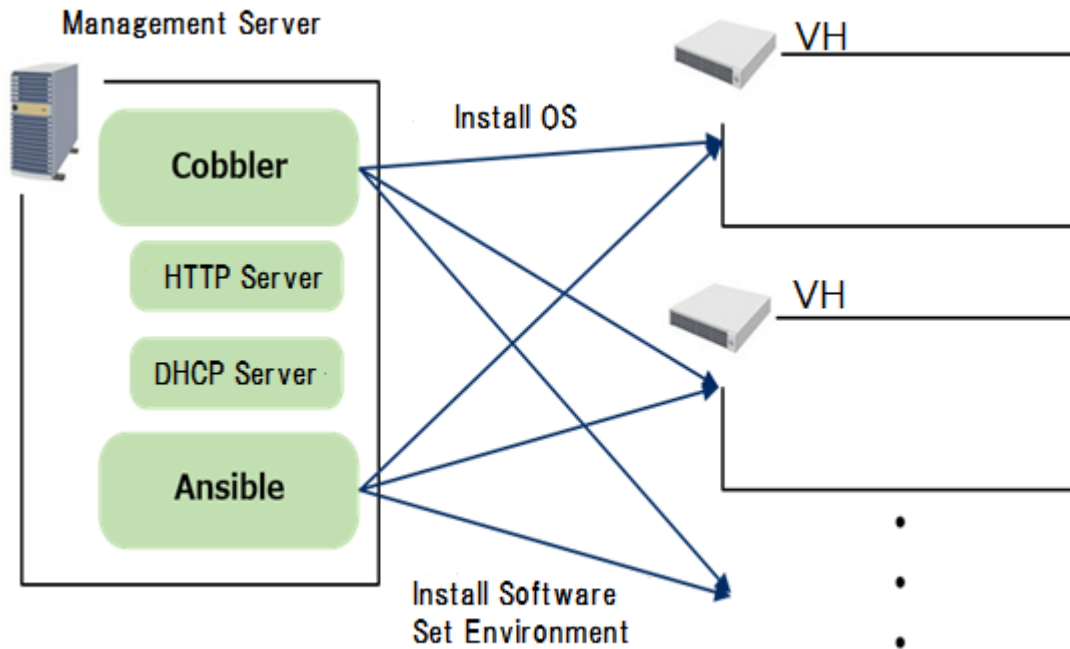 Management Server
VH
Install OS
Cobbler
HTTP Server
VH
DHCP Server
Ansible
Install Software
Set Environment